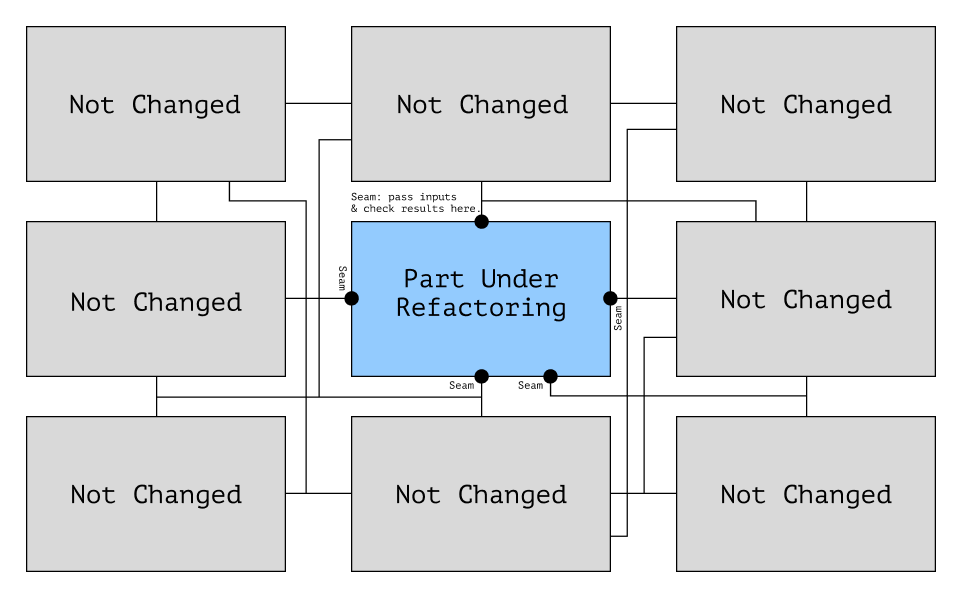 Not Changed
Not Changed
Not Changed
Seam: pass inputs
& check results here.
Not Changed
Seam
Part Under
Refactoring
Seam
Not Changed
Seam
Seam
Not Changed
Not Changed
Not Changed